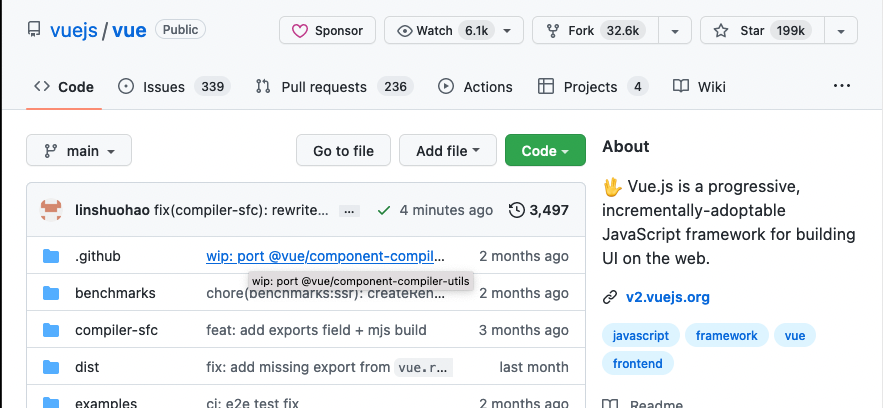 vuejs / vue Public Sponsor Watch 6.1k Fork 32.6k Star 199k
Code Issues 339 Pull requests 236 Actions Projects 4 Wiki ...
main Go to file Add file Code
linshuohao fix(compiler-sfc): rewrite... ... 4 minutes ago 3,497
.github wip: port @vue/component-compil... 2 months ago
wip: port @vue/component-compiler-utils
benchmarks chore(benchmarks:ssr): createRen... 2 months ago
compiler-sfc feat: add exports field + mjs build 3 months ago
dist fix: add missing export from vue.r... last month
examples ci: e2e test fix 2 months ago
About
🖖 Vue.js is a progressive,
incrementally-adoptable
JavaScript framework for building
UI on the web.
v2.vuejs.org
javascript framework vue
frontend
Readme